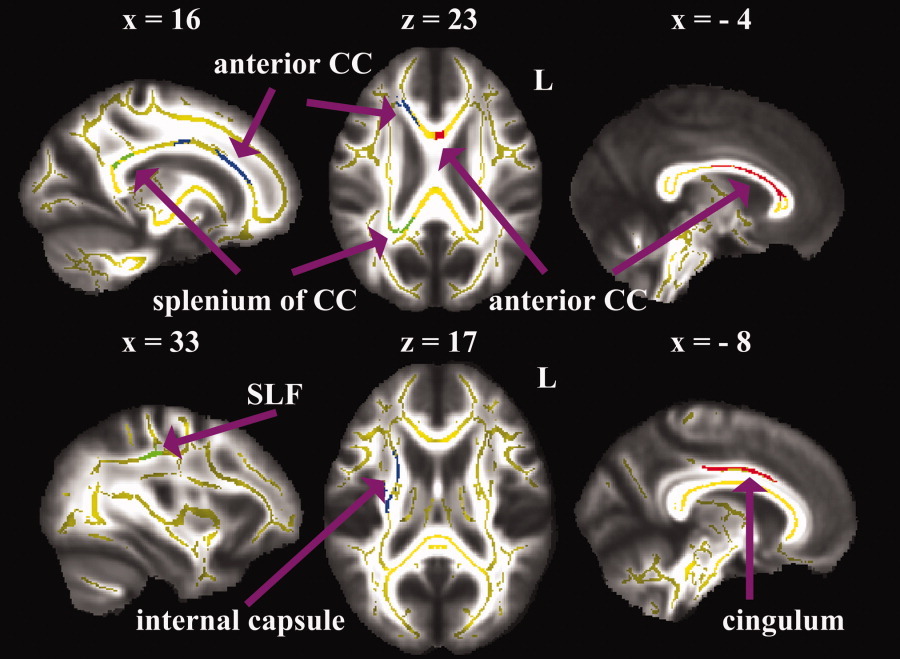 x = 16
z = 23
x = - 4
anterior CC
L
splenium of CC
anterior CC
x = 33
z = 17
x = - 8
L
SLF
internal capsule
cingulum